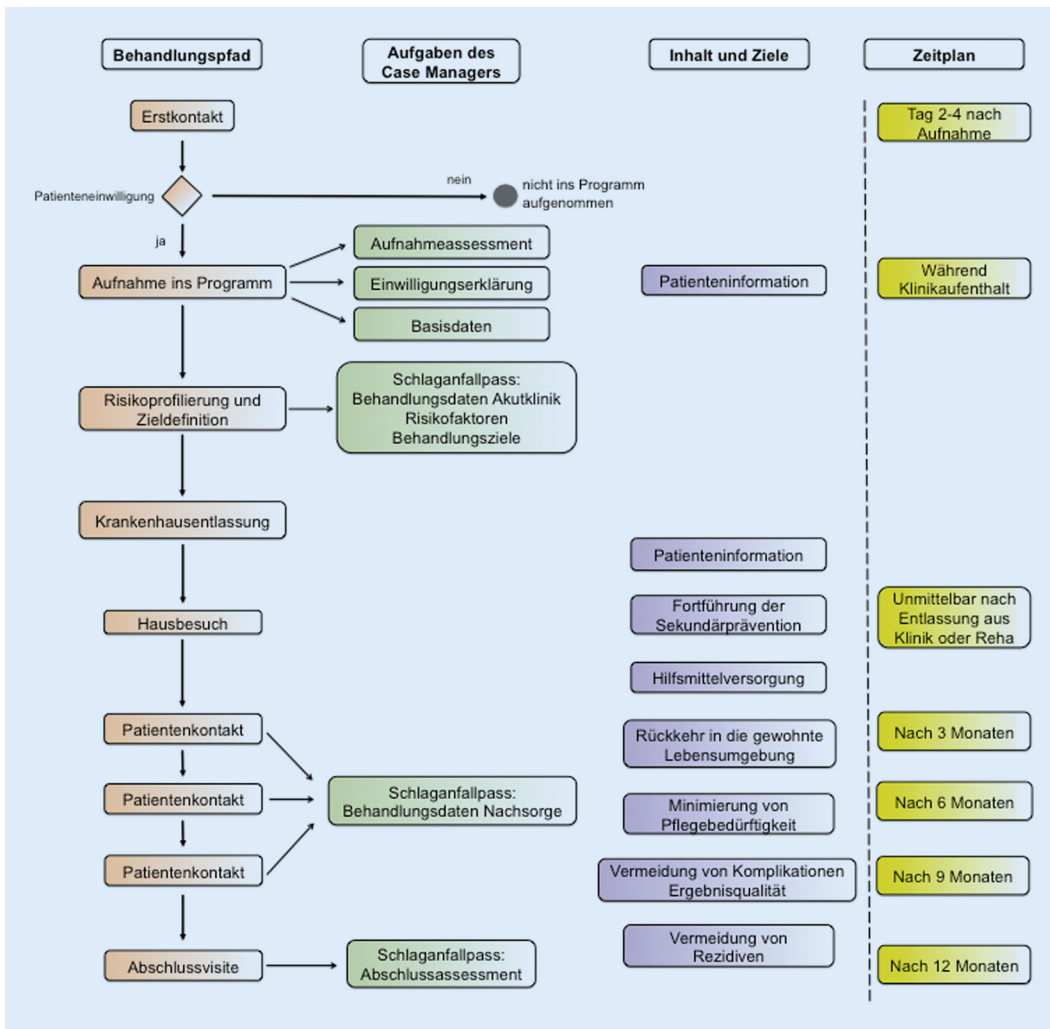 Behandlungspfad
Aufgaben des
Case Managers
Inhalt und Ziele
Zeitplan
Erstkontakt
Tag 2-4 nach
Aufnahme
Patienteneinwilligung
nein
nicht ins Programm
aufgenommen
ja
Aufnahme ins Programm
Aufnahmeassessment
Einwilligungserklärung
Basisdaten
Patienteninformation
Während
Klinikaufenthalt
Risikoprofilierung und
Zieldefinition
Schlaganfallpass:
Behandlungsdaten Akutklinik
Risikofaktoren
Behandlungsziele
Krankenhausentlassung
Patienteninformation
Hausbesuch
Fortführung der
Sekundärprävention
Unmittelbar nach
Entlassung aus
Klinik oder Reha
Hilfsmittelversorgung
Patientenkontakt
Rückkehr in die gewohnte
Lebensumgebung
Nach 3 Monaten
Patientenkontakt
Schlaganfallpass:
Behandlungsdaten Nachsorge
Minimierung von
Pflegebedürftigkeit
Nach 6 Monaten
Patientenkontakt
Vermeidung von Komplikationen
Ergebnisqualität
Nach 9 Monaten
Abschlussvisite
Schlaganfallpass:
Abschlussassessment
Vermeidung von
Rezidiven
Nach 12 Monaten